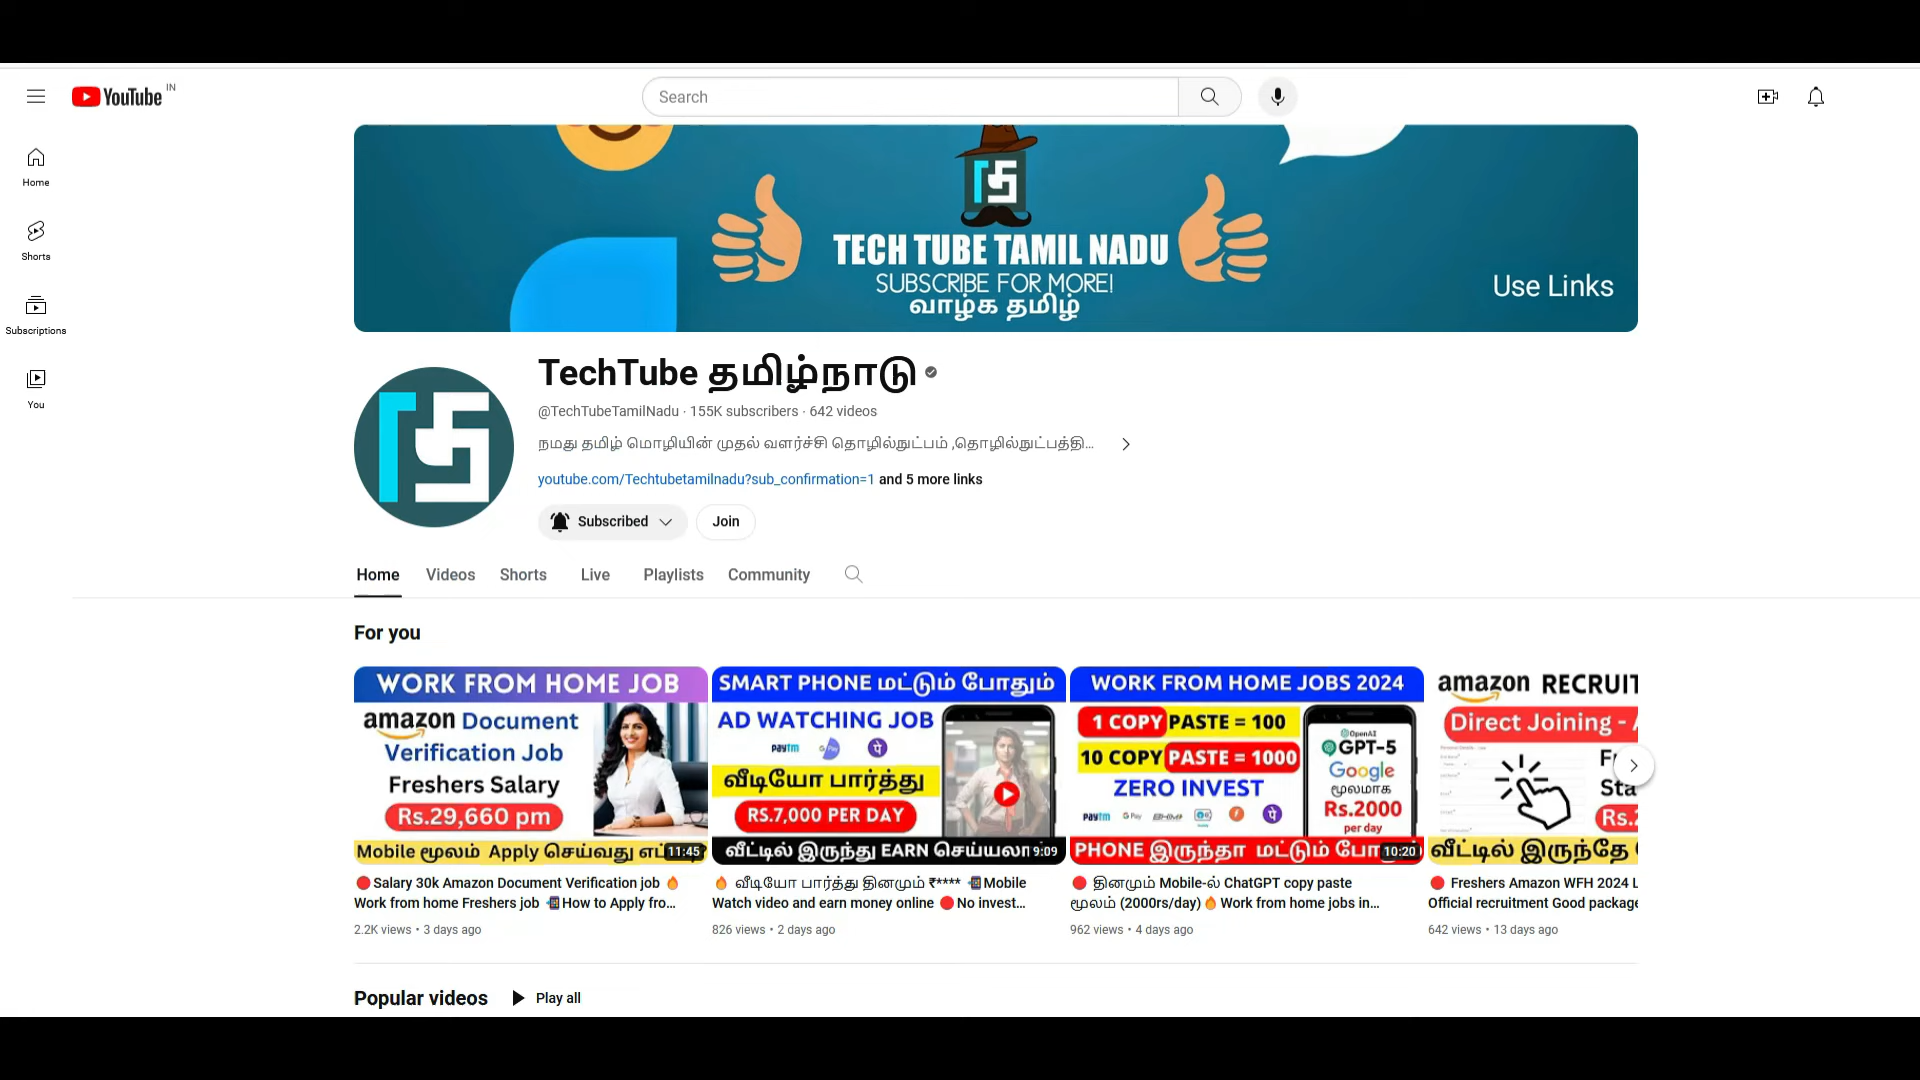 YouTube IN
Search
Home
Shorts
Subscriptions
You
TECH TUBE TAMIL NADU
SUBSCRIBE FOR MORE!
வாழ்க தமிழ்
Use Links
TechTube தமிழ்நாடு
@TechTubeTamilNadu · 155K subscribers · 642 videos
நமது தமிழ் மொழியின் முதல் வளர்ச்சி தொழில்நுட்பம் ,தொழில்நுட்பத்தி...
youtube.com/Techtubetamilnadu?sub_confirmation=1 and 5 more links
Subscribed
Join
Home Videos Shorts Live Playlists Community
For you
WORK FROM HOME JOB
amazon Document
Verification Job
Freshers Salary
Rs.29,660 pm
Mobile மூலம் Apply செய்வது
11:45
SMART PHONE மட்டும் போதும்
AD WATCHING JOB
paytm G Pay
வீடியோ பார்த்து
RS.7,000 PER DAY
வீட்டில் இருந்து EARN
9:09
WORK FROM HOME JOBS 2024
1 COPY PASTE = 100
10 COPY PASTE = 1000
ZERO INVEST
paytm G Pay
OpenAI
GPT-5
Google
மூலமாக
Rs.2000
per day
PHONE இருந்தா மட்டும்
10:20
amazon RECRUIT
Direct Joining -
வீட்டில் இருந்தே
🔴Salary 30k Amazon Document Verification job 🔥
Work from home Freshers job 📲How to Apply fro...
2.2K views • 3 days ago
🔥 வீடியோ பார்த்து தினமும் ₹**** 📲Mobile
Watch video and earn money online 🔴No invest...
826 views • 2 days ago
🔴 தினமும் Mobile-ல் ChatGPT copy paste
மூலம் (2000rs/day)🔥Work from home jobs in...
962 views • 4 days ago
🔴 Freshers Amazon WFH 2024 L
Official recruitment Good package
642 views • 13 days ago
Popular videos Play all